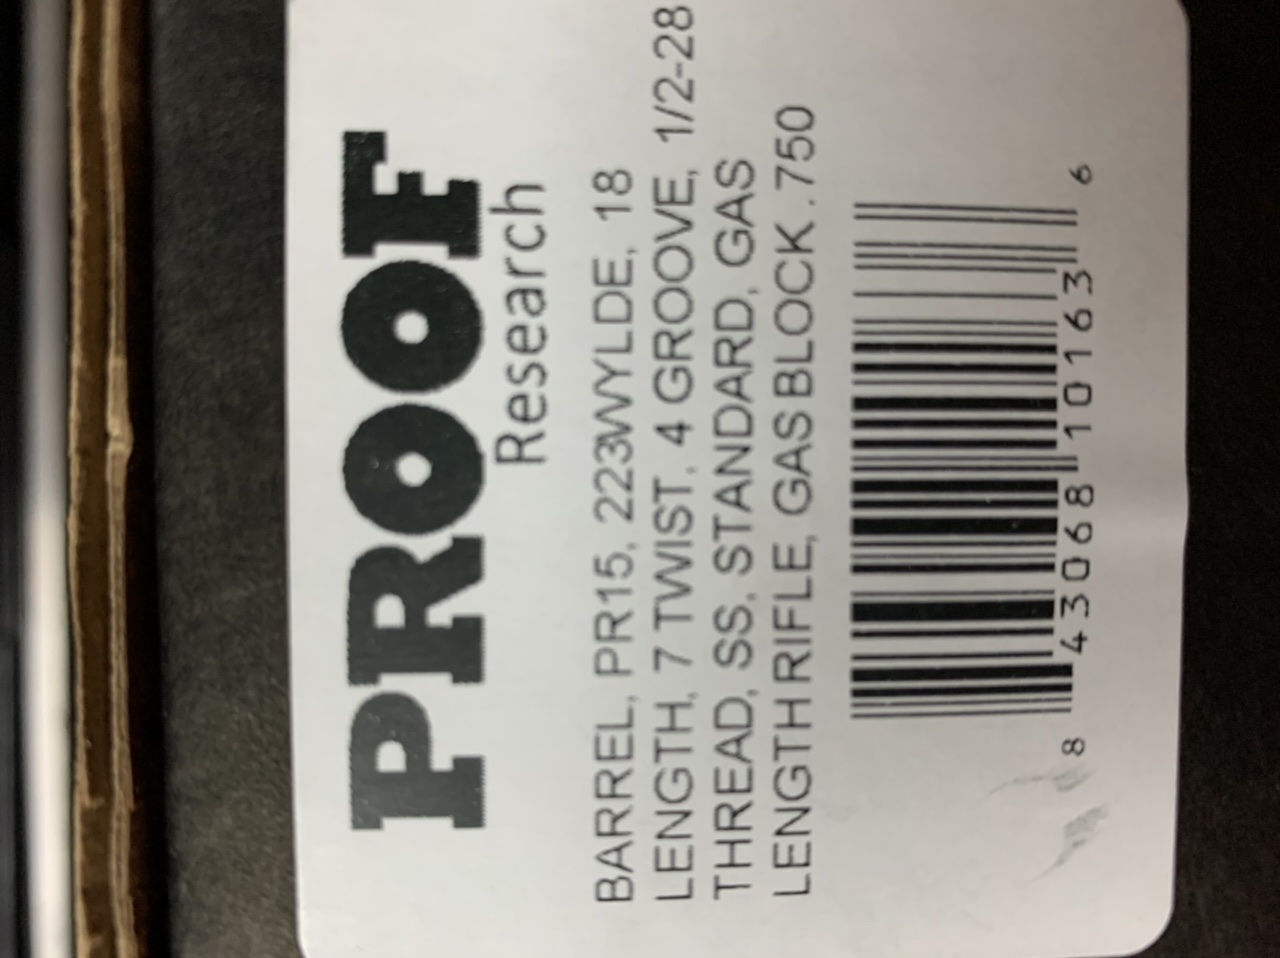 PROOF
Research
BARREL, PR15, 223WYLDE, 18
LENGTH, 7 TWIST, 4 GROOVE, 1/2-28
THREAD, SS, STANDARD, GAS
LENGTH RIFLE, GAS BLOCK .750
8 43068 10163 6